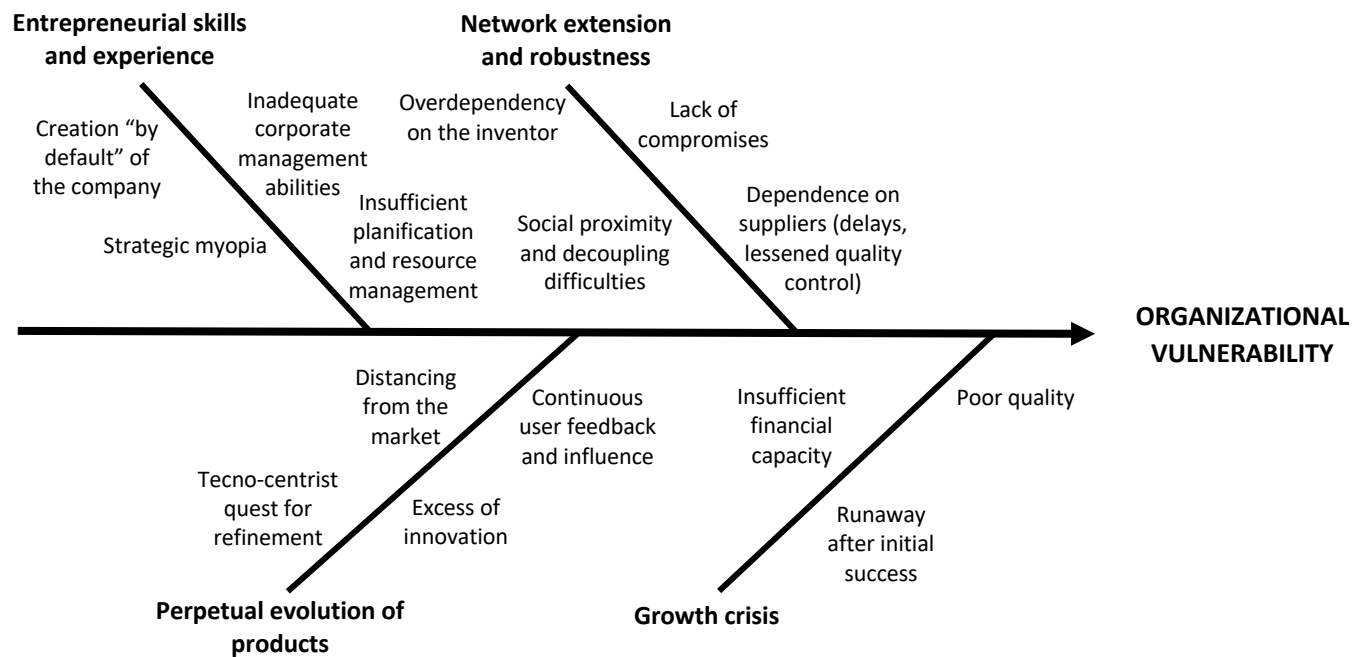 Entrepreneurial skills
and experience
Network extension
and robustness
Creation “by
default” of
the company
Inadequate
corporate
management
abilities
Strategic myopia
Insufficient
planification
and resource
management
Overdependency
on the inventor
Lack of
compromises
Social proximity
and decoupling
difficulties
Dependence on
suppliers (delays,
lessened quality
control)
ORGANIZATIONAL
VULNERABILITY
Distancing
from the
market
Continuous
user feedback
and influence
Tecno-centrist
quest for
refinement
Excess of
innovation
Insufficient
financial
capacity
Poor quality
Runaway
after initial
success
Perpetual evolution of
products
Growth crisis